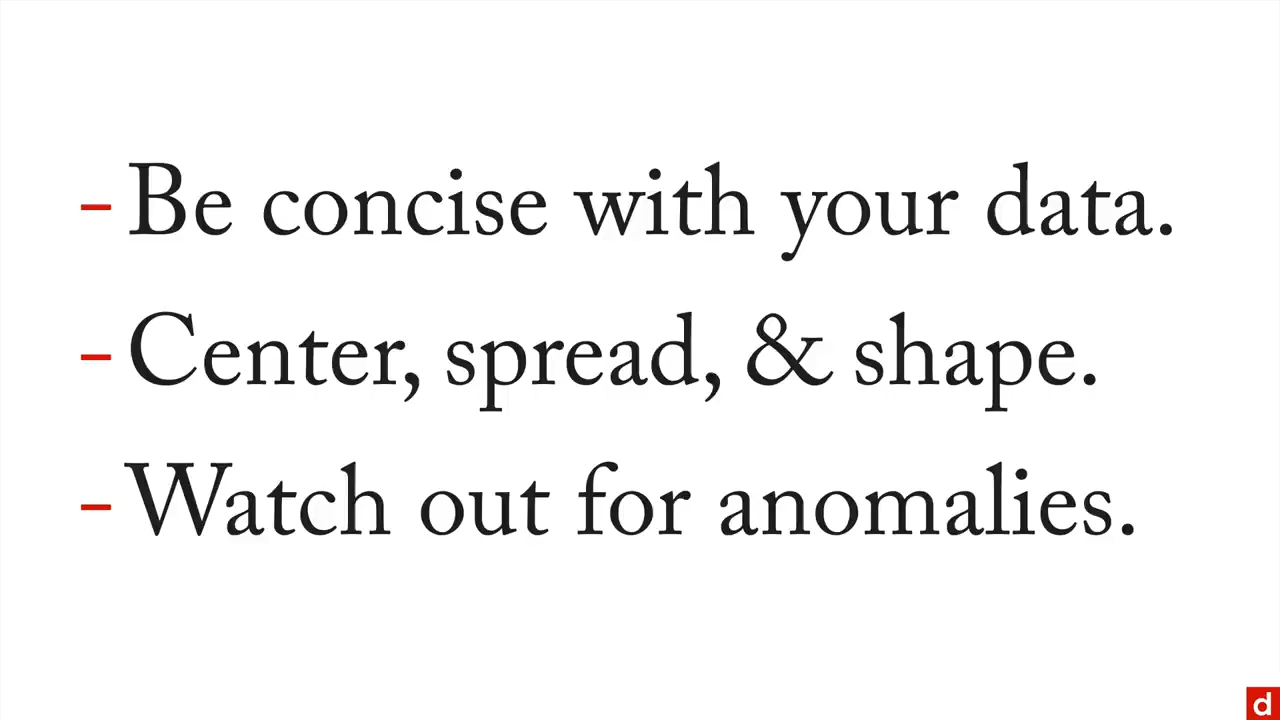 - Be concise with your data.
- Center, spread, & shape.
- Watch out for anomalies.
d